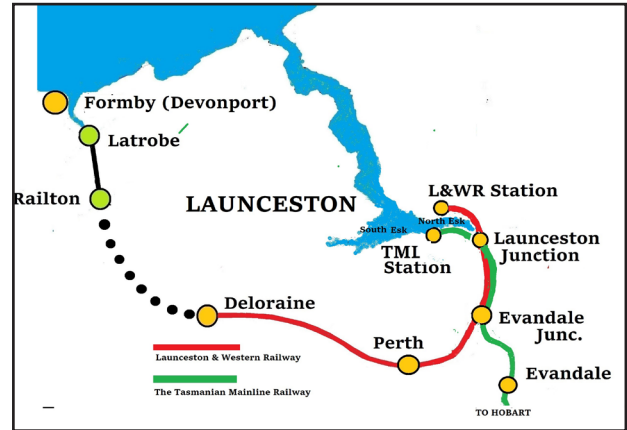 Formby (Devonport)
Latrobe
Railton
LAUNCESTON
L&WR Station
North Esk
South Esk
TML
Station
Launceston
Junction
Deloraine
Evandale
Junc.
Perth
Launceston & Western Railway
Evandale
The Tasmanian Mainline Railway
TO HOBART